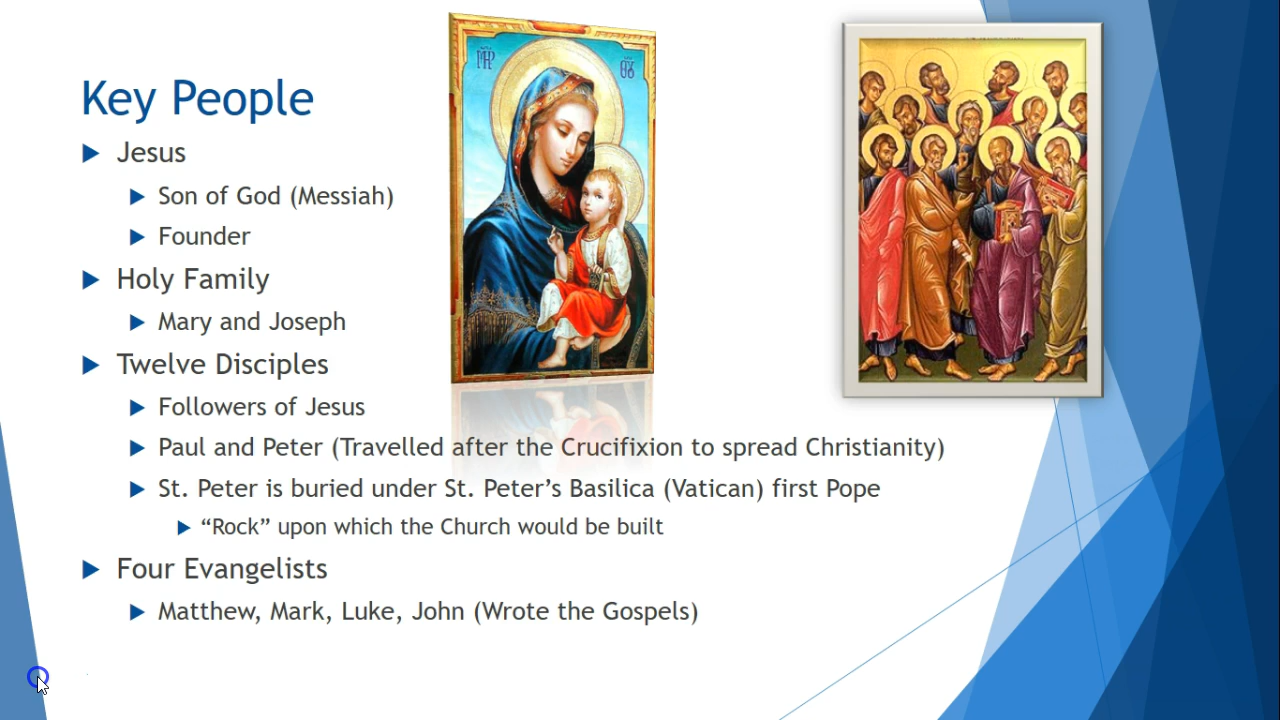 Key People
Jesus
Son of God (Messiah)
Founder
Holy Family
Mary and Joseph
Twelve Disciples
Followers of Jesus
Paul and Peter (Travelled after the Crucifixion to spread Christianity)
St. Peter is buried under St. Peter’s Basilica (Vatican) first Pope
“Rock” upon which the Church would be built
Four Evangelists
Matthew, Mark, Luke, John (Wrote the Gospels)